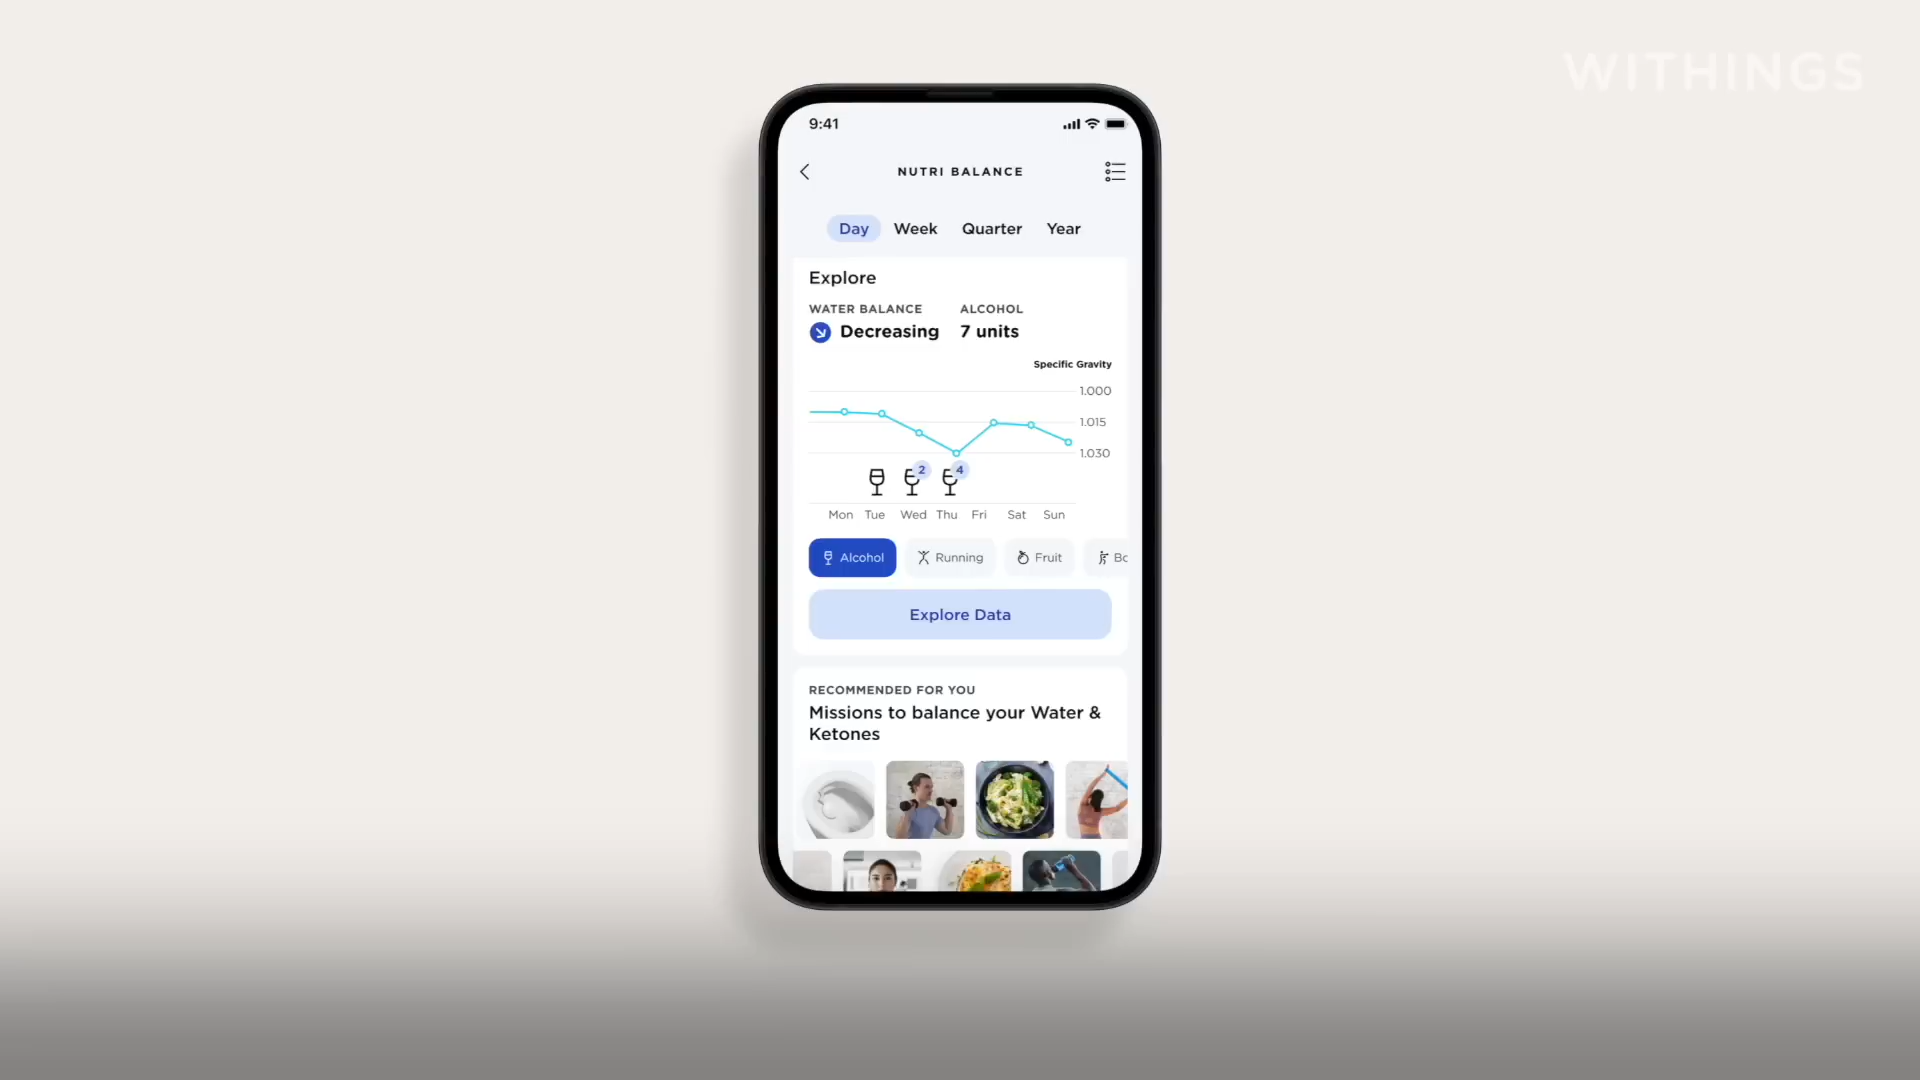 WITHINGS
9:41
NUTRI BALANCE
Day Week Quarter Year
Explore
WATER BALANCE ALCOHOL
Decreasing 7 units
Specific Gravity
1.000
1.015
1.030
2 4
Mon Tue Wed Thu Fri Sat Sun
Alcohol Running Fruit Bo
Explore Data
RECOMMENDED FOR YOU
Missions to balance your Water &
Ketones